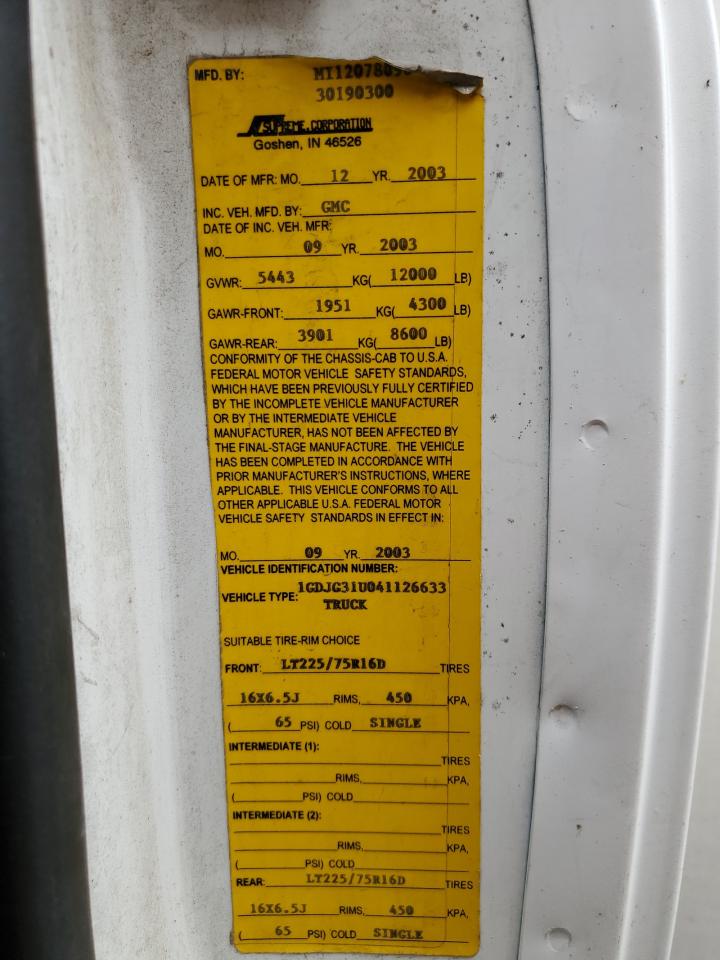 MFD. BY:
30190300
SUPREME CORPORATION
Goshen, IN 46526
DATE OF MFR: MO. 12 YR. 2003
INC. VEH. MFD. BY: GMC
DATE OF INC. VEH. MFR:
MO. 09 YR. 2003
GVWR: 5443 KG( 12000 LB)
GAWR-FRONT: 1951 KG( 4300 LB)
GAWR-REAR: 3901 KG( 8600 LB)
CONFORMITY OF THE CHASSIS-CAB TO U.S.A.
FEDERAL MOTOR VEHICLE SAFETY STANDARDS,
WHICH HAVE BEEN PREVIOUSLY FULLY CERTIFIED
BY THE INCOMPLETE VEHICLE MANUFACTURER
OR BY THE INTERMEDIATE VEHICLE
MANUFACTURER, HAS NOT BEEN AFFECTED BY
THE FINAL-STAGE MANUFACTURE. THE VEHICLE
HAS BEEN COMPLETED IN ACCORDANCE WITH
PRIOR MANUFACTURER'S INSTRUCTIONS, WHERE
APPLICABLE. THIS VEHICLE CONFORMS TO ALL
OTHER APPLICABLE U.S.A. FEDERAL MOTOR
VEHICLE SAFETY STANDARDS IN EFFECT IN:
MO. 09 YR. 2003
VEHICLE IDENTIFICATION NUMBER:
1GDJG31U041126633
VEHICLE TYPE: TRUCK
SUITABLE TIRE-RIM CHOICE
FRONT: LT225/75R16D TIRES
16X6.5J RIMS, 450 KPA,
( 65 PSI) COLD SINGLE
INTERMEDIATE (1):
TIRES
RIMS, KPA,
( PSI) COLD
INTERMEDIATE (2):
TIRES
RIMS, KPA,
( PSI) COLD
REAR: LT225/75R16D TIRES
16X6.5J RIMS, 450 KPA,
( 65 PSI) COLD SINGLE